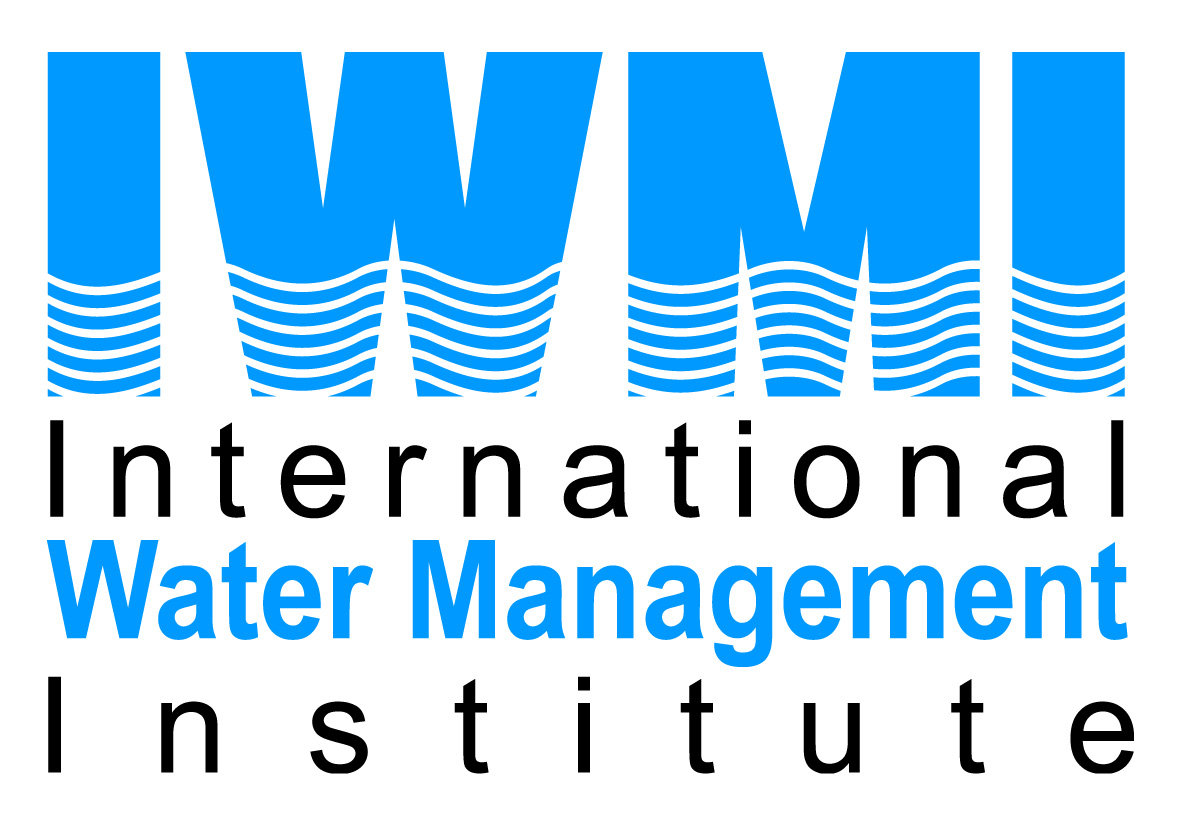 IWMI
International
Water Management
Institute